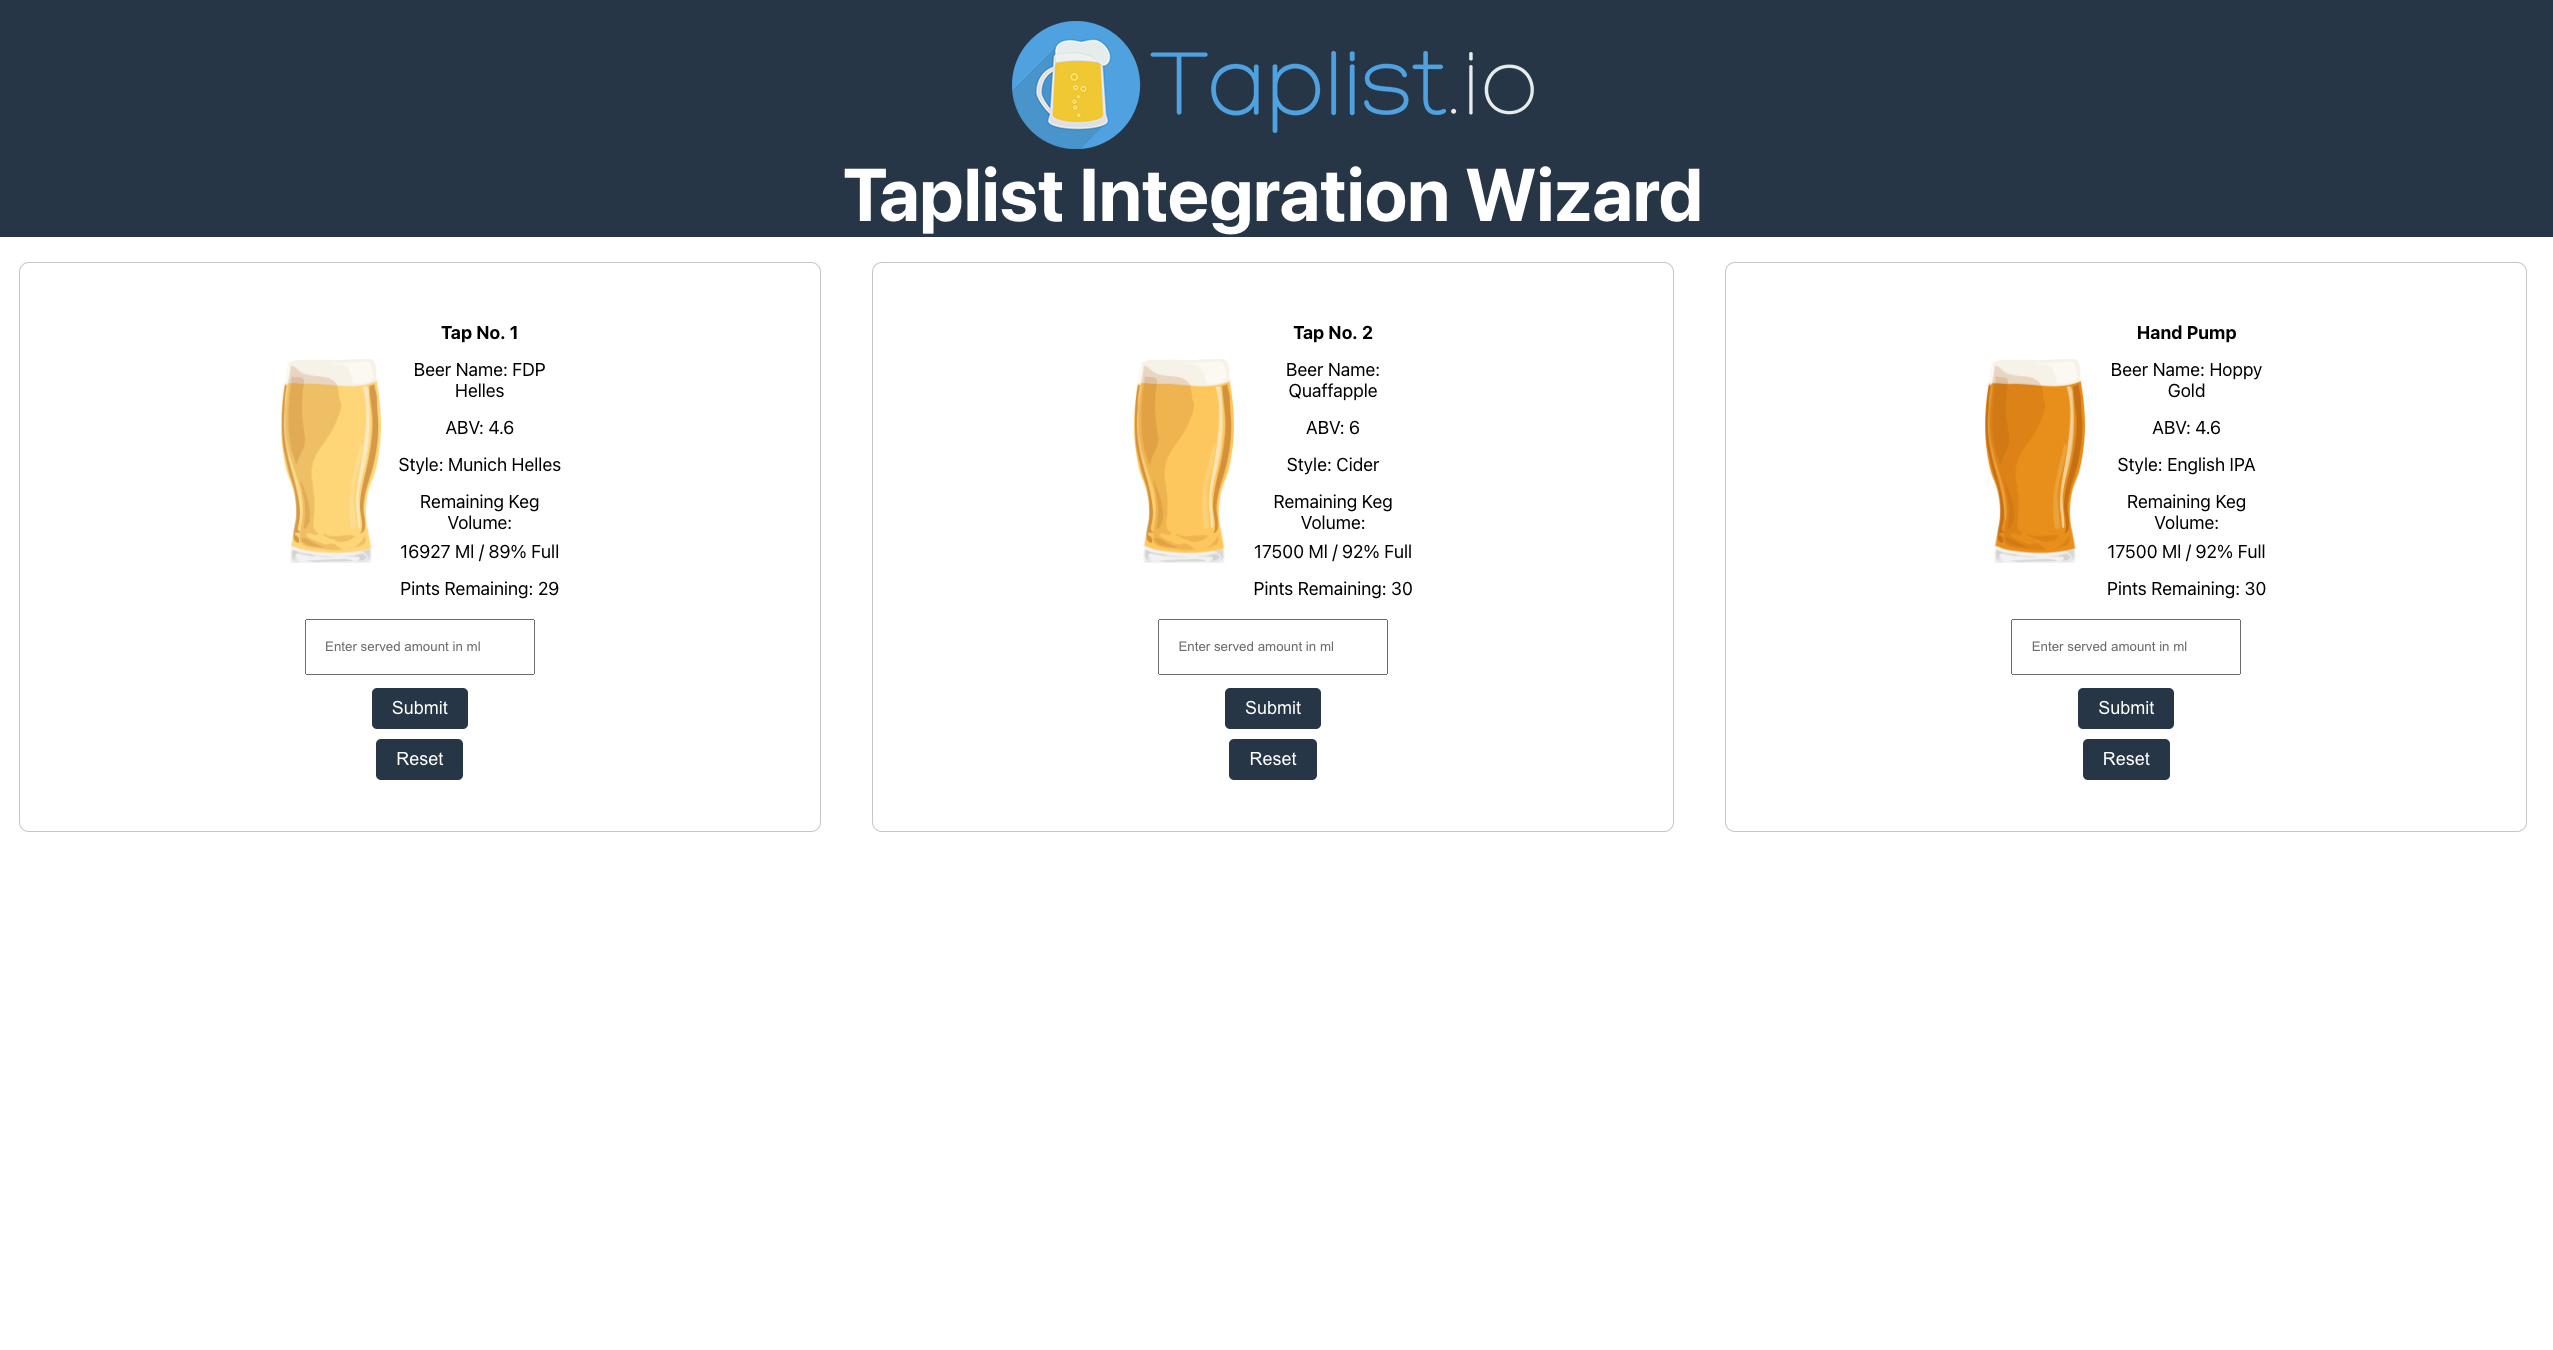 Taplist.io
Taplist Integration Wizard
Tap No. 1
Beer Name: FDP
Helles
ABV: 4.6
Style: Munich Helles
Remaining Keg
Volume:
16927 Ml / 89% Full
Pints Remaining: 29
Enter served amount in ml
Submit
Reset
Tap No. 2
Beer Name:
Quaffapple
ABV: 6
Style: Cider
Remaining Keg
Volume:
17500 Ml / 92% Full
Pints Remaining: 30
Enter served amount in ml
Submit
Reset
Hand Pump
Beer Name: Hoppy
Gold
ABV: 4.6
Style: English IPA
Remaining Keg
Volume:
17500 Ml / 92% Full
Pints Remaining: 30
Enter served amount in ml
Submit
Reset